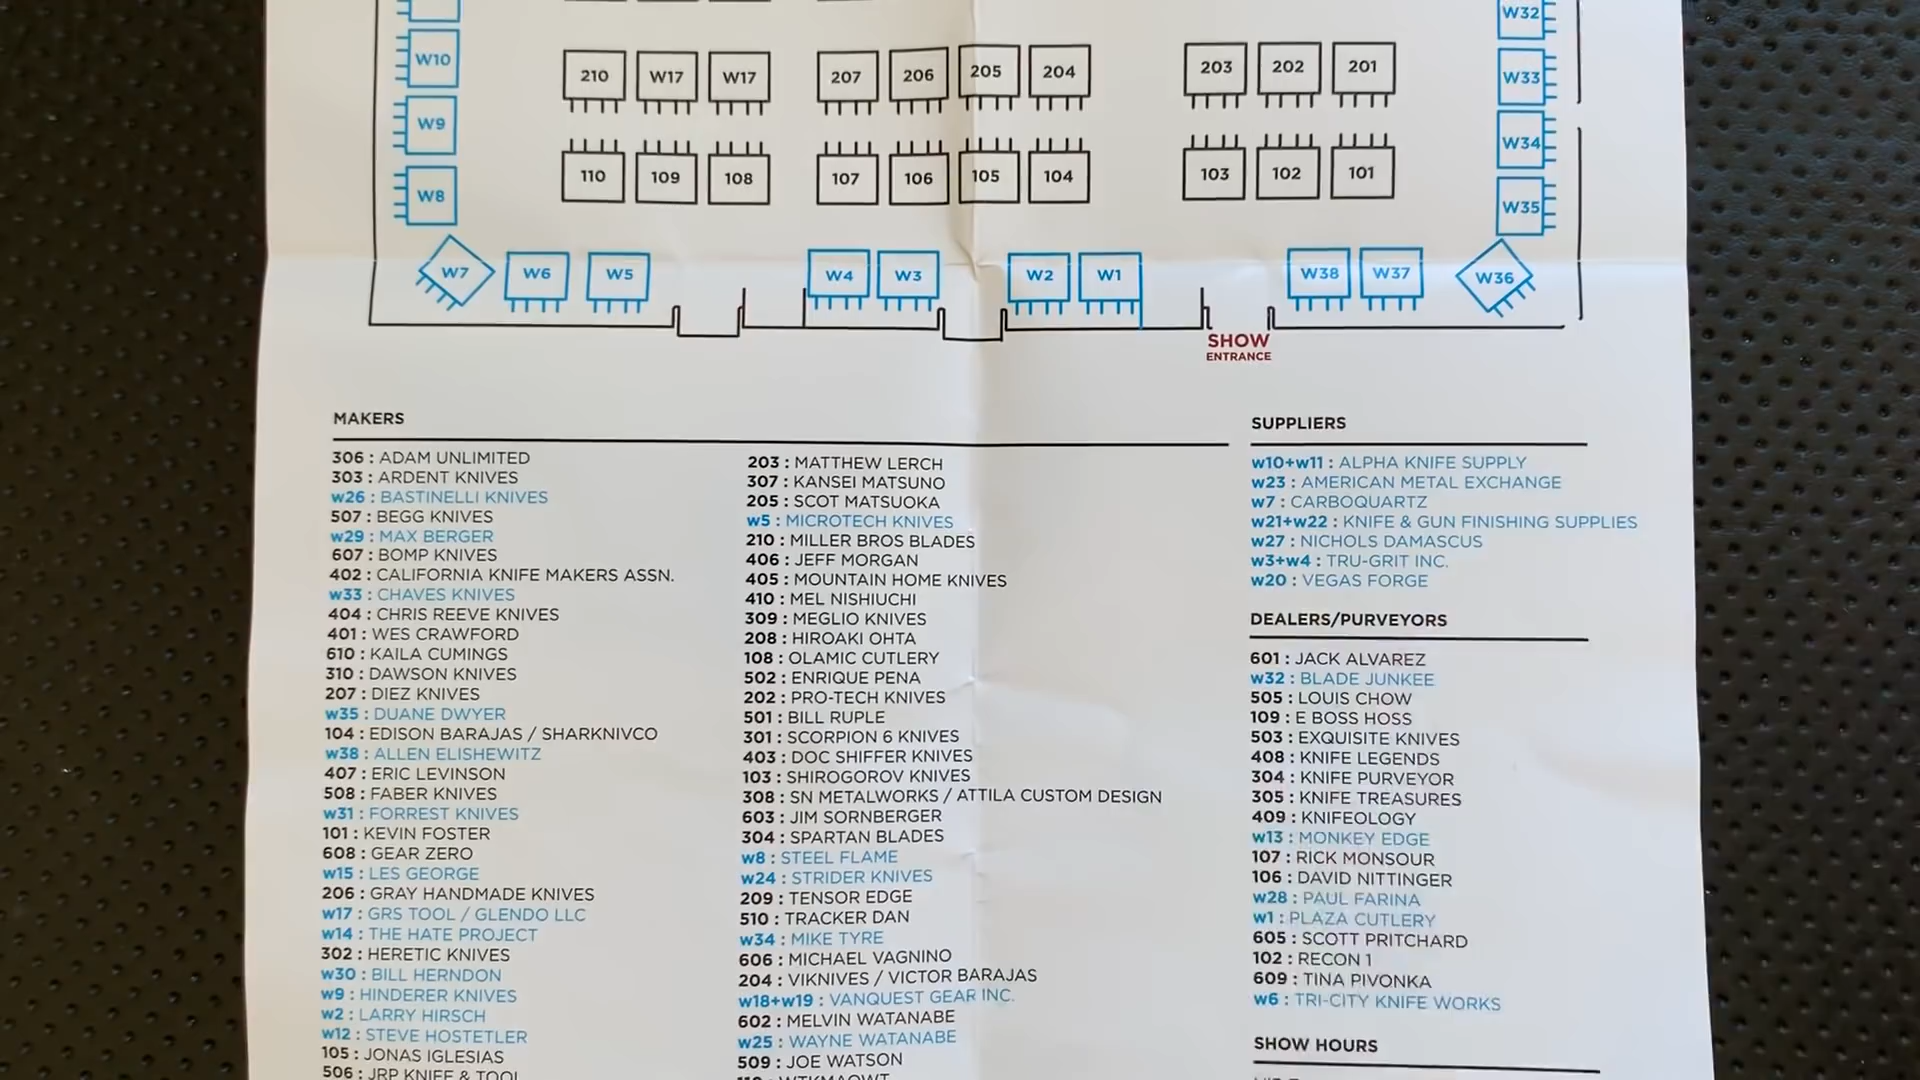 W32
W10
210
W17
W17
207
206
205
204
203
202
201
W33
W9
W34
110
109
108
107
106
105
104
103
102
101
W8
W35
W7
W6
W5
W4
W3
W2
W1
W38
W37
W36
SHOW
ENTRANCE
MAKERS
306 : ADAM UNLIMITED
303 : ARDENT KNIVES
w26 : BASTINELLI KNIVES
507 : BEGG KNIVES
w29 : MAX BERGER
607 : BOMP KNIVES
402 : CALIFORNIA KNIFE MAKERS ASSN.
w33 : CHAVES KNIVES
404 : CHRIS REEVE KNIVES
401 : WES CRAWFORD
610 : KAILA CUMINGS
310 : DAWSON KNIVES
207 : DIEZ KNIVES
w35 : DUANE DWYER
104 : EDISON BARAJAS / SHARKNIVCO
w38 : ALLEN ELISHEWITZ
407 : ERIC LEVINSON
508 : FABER KNIVES
w31 : FORREST KNIVES
101 : KEVIN FOSTER
608 : GEAR ZERO
w15 : LES GEORGE
206 : GRAY HANDMADE KNIVES
w17 : GRS TOOL / GLENDO LLC
w14 : THE HATE PROJECT
302 : HERETIC KNIVES
w30 : BILL HERNDON
w9 : HINDERER KNIVES
w2 : LARRY HIRSCH
w12 : STEVE HOSTETLER
105 : JONAS IGLESIAS
506 : JRP KNIFE & TOOL
203 : MATTHEW LERCH
307 : KANSEI MATSUNO
205 : SCOT MATSUOKA
w5 : MICROTECH KNIVES
210 : MILLER BROS BLADES
406 : JEFF MORGAN
405 : MOUNTAIN HOME KNIVES
410 : MEL NISHIUCHI
309 : MEGLIO KNIVES
208 : HIROAKI OHTA
108 : OLAMIC CUTLERY
502 : ENRIQUE PENA
202 : PRO-TECH KNIVES
501 : BILL RUPLE
301 : SCORPION 6 KNIVES
403 : DOC SHIFFER KNIVES
103 : SHIROGOROV KNIVES
308 : SN METALWORKS / ATTILA CUSTOM DESIGN
603 : JIM SORNBERGER
304 : SPARTAN BLADES
w8 : STEEL FLAME
w24 : STRIDER KNIVES
209 : TENSOR EDGE
510 : TRACKER DAN
w34 : MIKE TYRE
606 : MICHAEL VAGNINO
204 : VIKNIVES / VICTOR BARAJAS
w18+w19 : VANQUEST GEAR INC.
602 : MELVIN WATANABE
w25 : WAYNE WATANABE
509 : JOE WATSON
SUPPLIERS
w10+w11 : ALPHA KNIFE SUPPLY
w23 : AMERICAN METAL EXCHANGE
w7 : CARBOQUARTZ
w21+w22 : KNIFE & GUN FINISHING SUPPLIES
w27 : NICHOLS DAMASCUS
w3+w4 : TRU-GRIT INC.
w20 : VEGAS FORGE
DEALERS/PURVEYORS
601 : JACK ALVAREZ
w32 : BLADE JUNKEE
505 : LOUIS CHOW
109 : E BOSS HOSS
503 : EXQUISITE KNIVES
408 : KNIFE LEGENDS
304 : KNIFE PURVEYOR
305 : KNIFE TREASURES
409 : KNIFEOLOGY
w13 : MONKEY EDGE
107 : RICK MONSOUR
106 : DAVID NITTINGER
w28 : PAUL FARINA
w1 : PLAZA CUTLERY
605 : SCOTT PRITCHARD
102 : RECON 1
609 : TINA PIVONKA
w6 : TRI-CITY KNIFE WORKS
SHOW HOURS